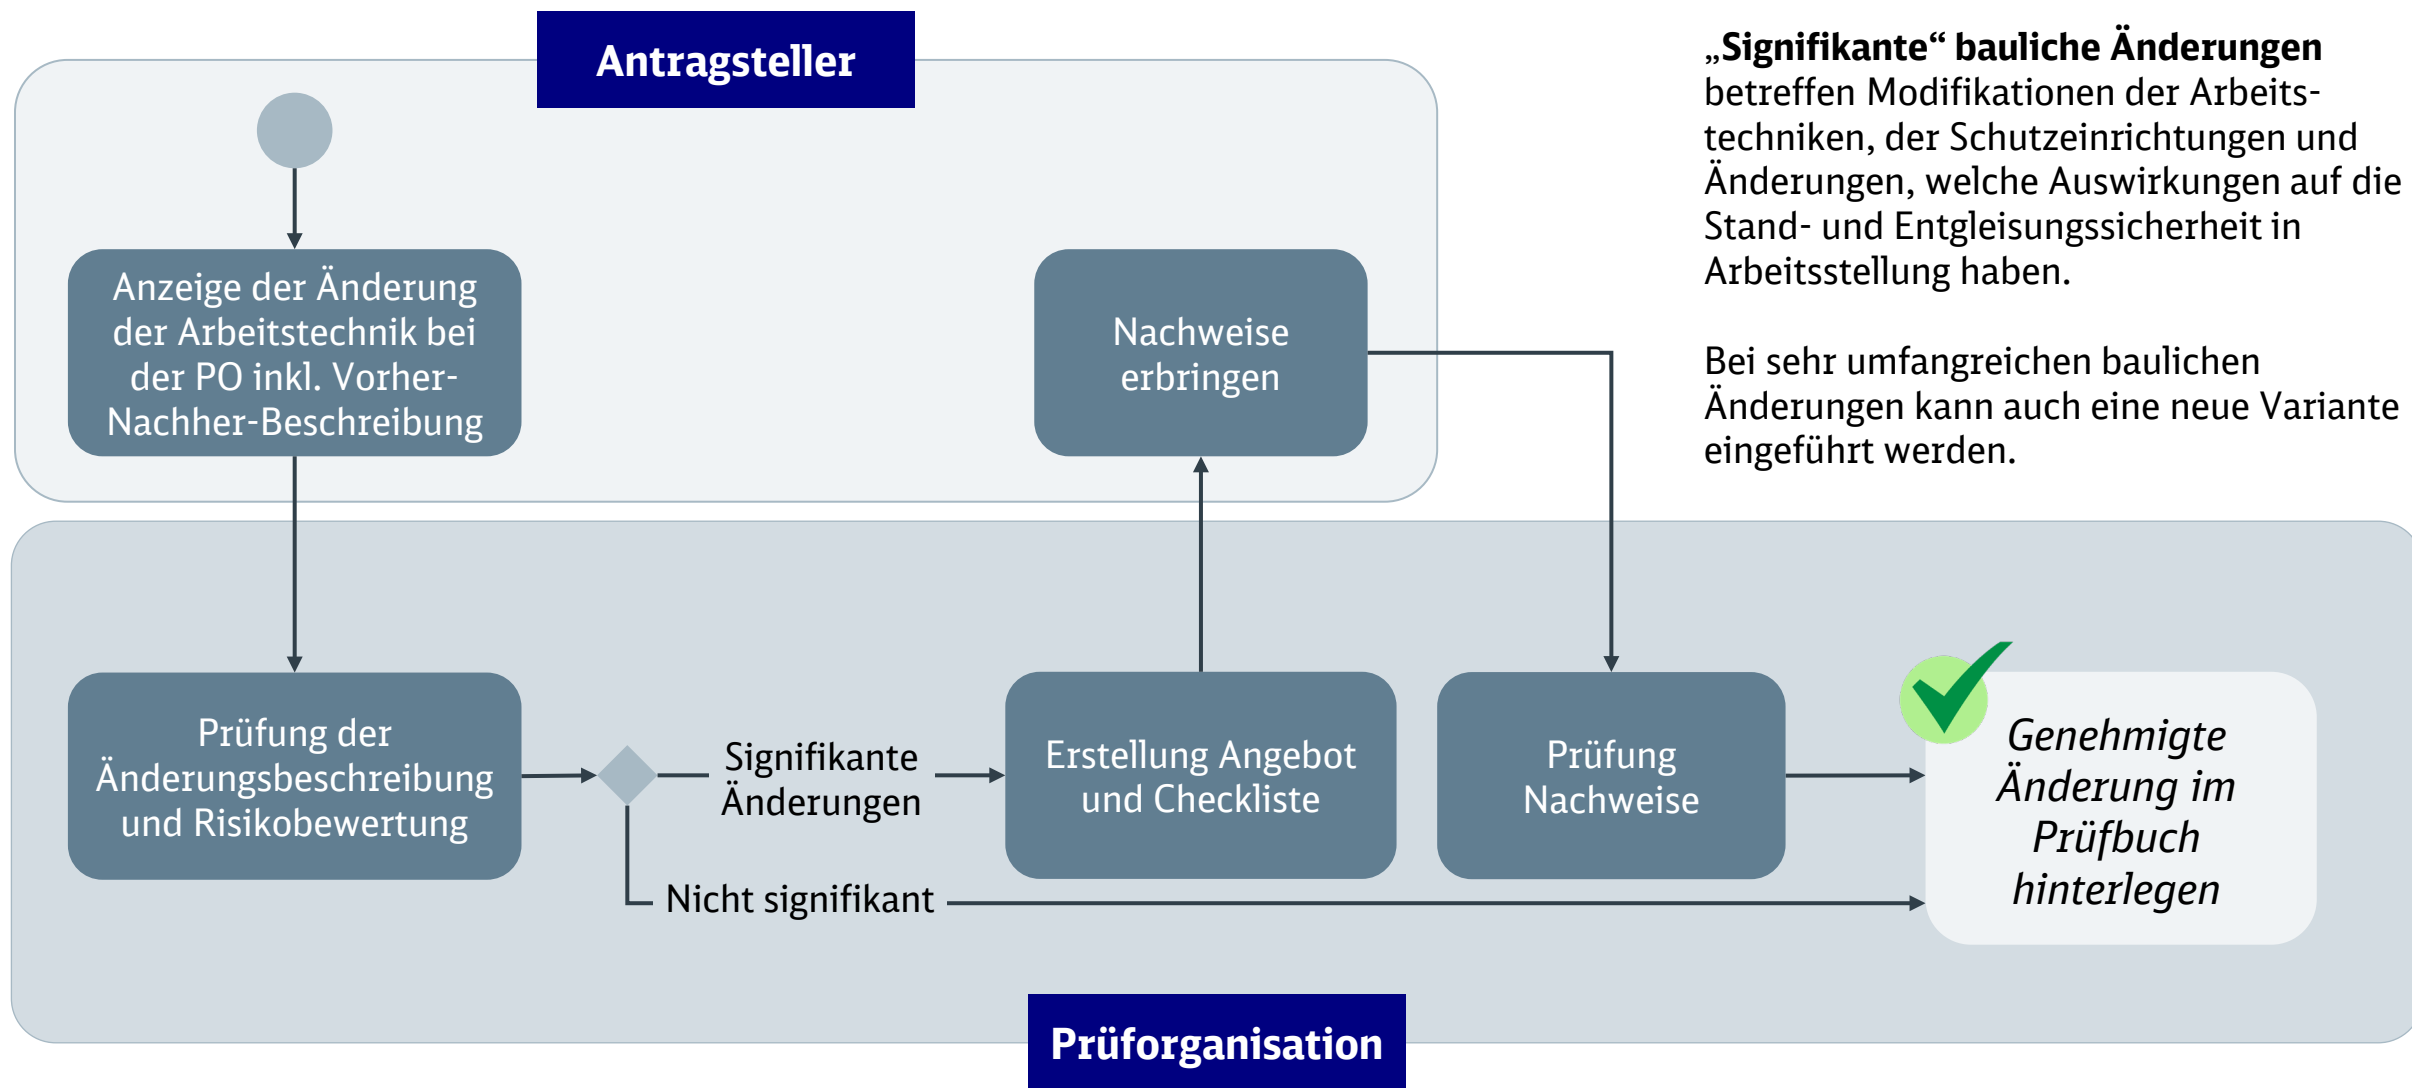 Antragsteller
„Signifikante“ bauliche Änderungen
betreffen Modifikationen der Arbeits-
techniken, der Schutzeinrichtungen und
Änderungen, welche Auswirkungen auf die
Stand- und Entgleisungssicherheit in
Arbeitsstellung haben.
Bei sehr umfangreichen baulichen
Änderungen kann auch eine neue Variante
eingeführt werden.
Anzeige der Änderung
der Arbeitstechnik bei
der PO inkl. Vorher-
Nachher-Beschreibung
Nachweise
erbringen
Prüfung der
Änderungsbeschreibung
und Risikobewertung
Signifikante
Änderungen
Nicht signifikant
Erstellung Angebot
und Checkliste
Prüfung
Nachweise
Genehmigte
Änderung im
Prüfbuch
hinterlegen
Prüforganisation